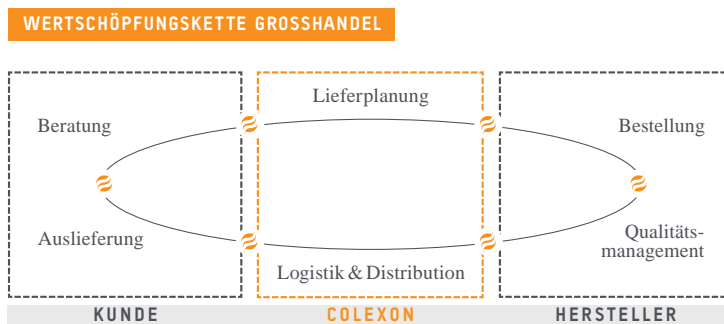 WERTSCHÖPFUNGSKETTE GROSSHANDEL
Lieferplanung
Beratung
Bestellung
Auslieferung
Qualitäts-
management
Logistik & Distribution
KUNDE
COLEXON
HERSTELLER